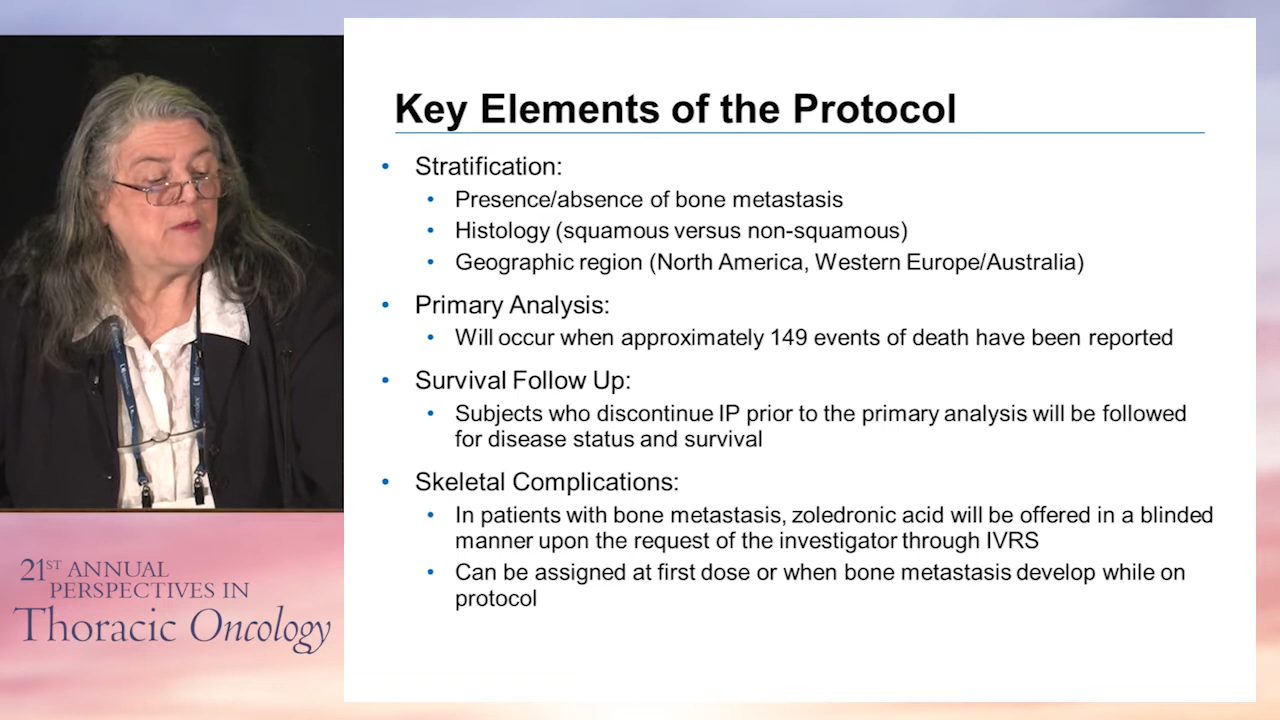 Key Elements of the Protocol
• Stratification:
• Presence/absence of bone metastasis
• Histology (squamous versus non-squamous)
• Geographic region (North America, Western Europe/Australia)
• Primary Analysis:
• Will occur when approximately 149 events of death have been reported
• Survival Follow Up:
• Subjects who discontinue IP prior to the primary analysis will be followed
for disease status and survival
• Skeletal Complications:
• In patients with bone metastasis, zoledronic acid will be offered in a blinded
manner upon the request of the investigator through IVRS
• Can be assigned at first dose or when bone metastasis develop while on
protocol
21ST ANNUAL
PERSPECTIVES IN
Thoracic Oncology